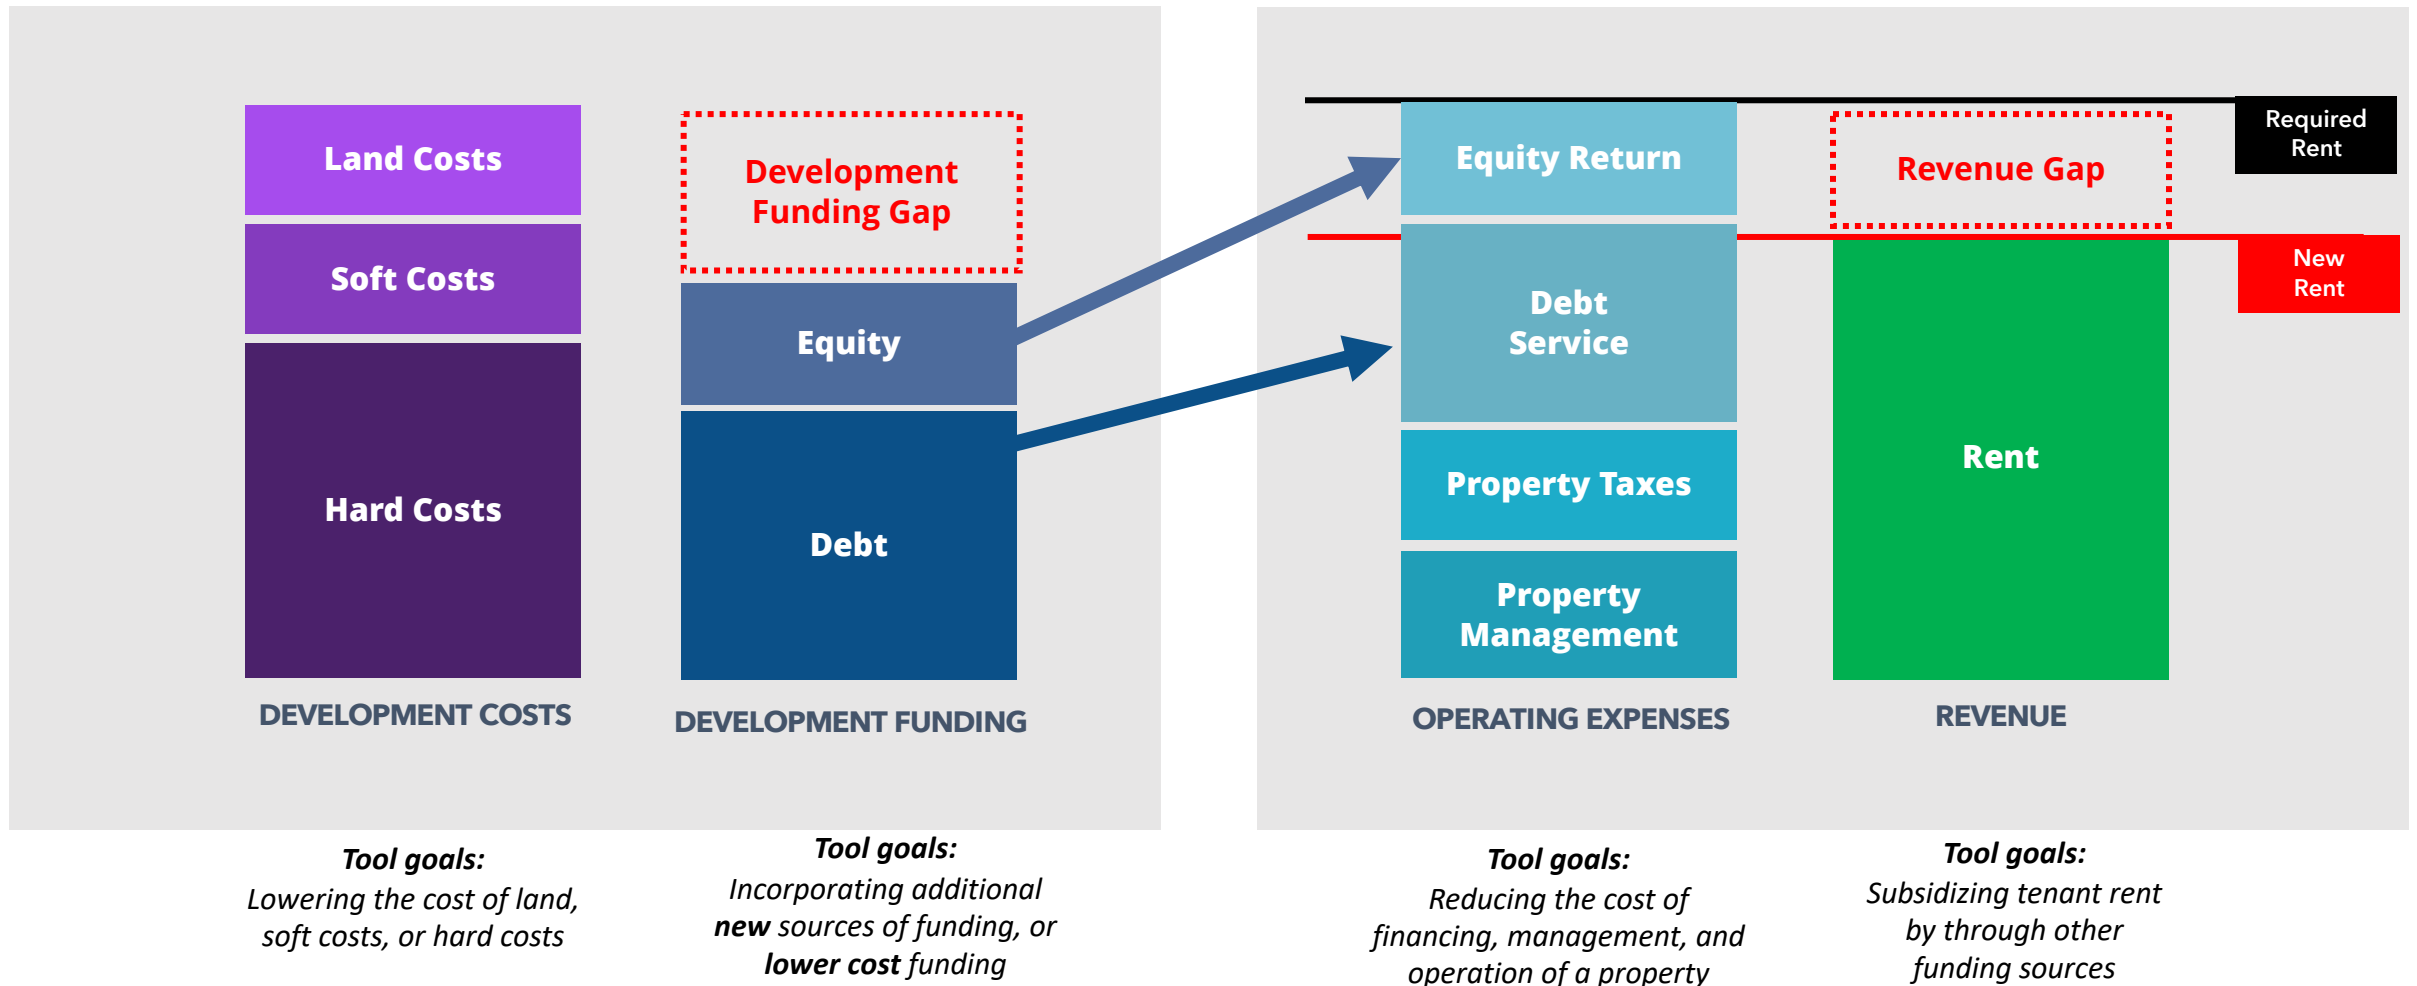 Land Costs
Soft Costs
Hard Costs
DEVELOPMENT COSTS
Development
Funding Gap
Equity
Debt
DEVELOPMENT FUNDING
Equity Return
Debt
Service
Property Taxes
Property
Management
OPERATING EXPENSES
Revenue Gap
Rent
REVENUE
Required
Rent
New
Rent
Tool goals:
Lowering the cost of land,
soft costs, or hard costs
Tool goals:
Incorporating additional
new sources of funding, or
lower cost funding
Tool goals:
Reducing the cost of
financing, management, and
operation of a property
Tool goals:
Subsidizing tenant rent
by through other
funding sources